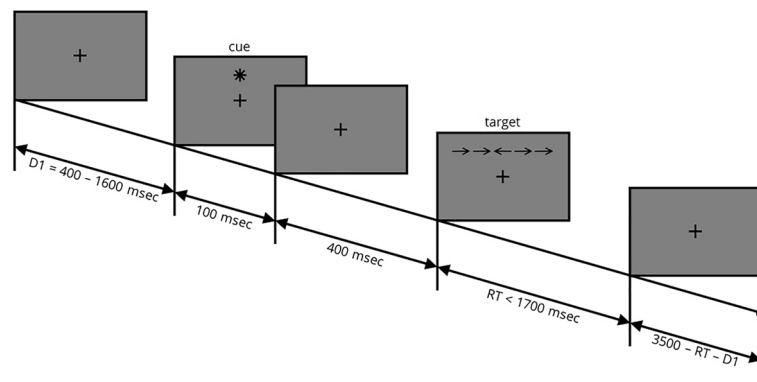 cue
target
D1 = 400 – 1600 msec
100 msec
400 msec
RT < 1700 msec
3500 – RT – D1